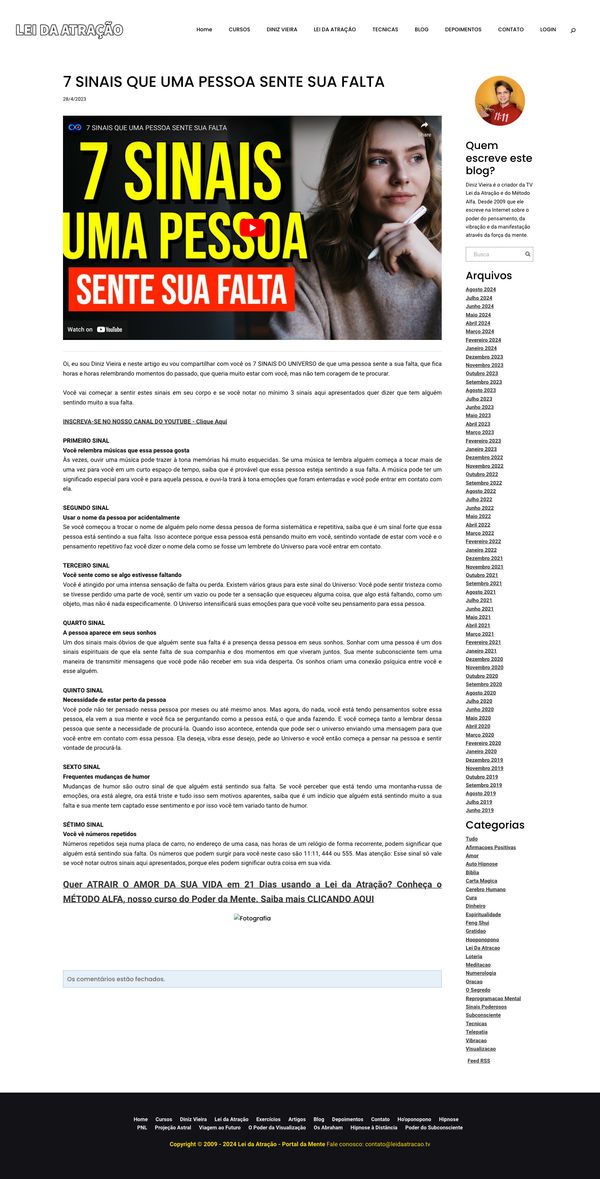 LEI DA ATRAÇÃO
Home CURSOS DINIZ VIEIRA LEI DA ATRAÇÃO TECNICAS BLOG DEPOIMENTOS CONTATO LOGIN
7 SINAIS QUE UMA PESSOA SENTE SUA FALTA
28/4/2023
7 SINAIS QUE UMA PESSOA SENTE SUA FALTA
Share
7 SINAIS
UMA PESSOA
SENTE SUA FALTA
Watch on YouTube
Oi, eu sou Diniz Vieira e neste artigo eu vou compartilhar com você os 7 SINAIS DO UNIVERSO de que uma pessoa sente a sua falta, que fica
horas e horas relembrando momentos do passado, que queria muito estar com você, mas não tem coragem de te procurar.
Você vai começar a sentir estes sinais em seu corpo e se você notar no mínimo 3 sinais aqui apresentados quer dizer que tem alguém
sentindo muito a sua falta.
INSCREVA-SE NO NOSSO CANAL DO YOUTUBE - Clique Aqui
PRIMEIRO SINAL
Você relembra músicas que essa pessoa gosta
Às vezes, ouvir uma música pode trazer à tona memórias há muito esquecidas. Se uma música te lembra alguém começa a tocar mais de
uma vez para você em um curto espaço de tempo, saiba que é provável que essa pessoa esteja sentindo a sua falta. A música pode ter um
significado especial para você e para aquela pessoa, e ouvi-la trará à tona emoções que foram enterradas e você pode entrar em contato com
ela.
SEGUNDO SINAL
Usar o nome da pessoa por acidentalmente
Se você começou a trocar o nome de alguém pelo nome dessa pessoa de forma sistemática e repetitiva, saiba que é um sinal forte que essa
pessoa está sentindo a sua falta. Isso acontece porque essa pessoa está pensando muito em você, sentindo vontade de estar com você e o
pensamento repetitivo faz você dizer o nome dela como se fosse um lembrete do Universo para você entrar em contato.
TERCEIRO SINAL
Você sente como se algo estivesse faltando
Você é atingido por uma intensa sensação de falta ou perda. Existem vários graus para este sinal do Universo: Você pode sentir tristeza como
se tivesse perdido uma parte de você, sentir um vazio ou pode ter a sensação que esqueceu alguma coisa, que algo está faltando, como um
objeto, mas não é nada especificamente. O Universo intensificará suas emoções para que você volte seu pensamento para essa pessoa.
QUARTO SINAL
A pessoa aparece em seus sonhos
Um dos sinais mais óbvios de que alguém sente sua falta é a presença dessa pessoa em seus sonhos. Sonhar com uma pessoa é um dos
sinais espirituais de que ela sente falta de sua companhia e dos momentos em que viveram juntos. Sua mente subconsciente tem uma
maneira de transmitir mensagens que você pode não receber em sua vida desperta. Os sonhos criam uma conexão psíquica entre você e
esse alguém.
QUINTO SINAL
Necessidade de estar perto da pessoa
Você pode não ter pensado nessa pessoa por meses ou até mesmo anos. Mas agora, do nada, você está tendo pensamentos sobre essa
pessoa, ela vem a sua mente e você fica se perguntando como a pessoa está, o que anda fazendo. E você começa tanto a lembrar dessa
pessoa que sente a necesidade de procurá-la. Quando isso acontece, entenda que pode ser o universo enviando uma mensagem para que
você entre em contato com essa pessoa. Ela deseja, vibra esse desejo, pede ao Universo e você então começa a pensar na pessoa e sentir
vontade de procurá-la.
SEXTO SINAL
Frequentes mudanças de humor
Mudanças de humor são outro sinal de que alguém está sentindo sua falta. Se você perceber que está tendo uma montanha-russa de
emoções, ora está alegre, ora está triste e tudo isso sem motivos aparentes, saiba que é um indício que alguém está sentindo muito a sua
falta e sua mente tem captado esse sentimento e por isso você tem variado tanto de humor.
SÉTIMO SINAL
Você vê números repetidos
Números repetidos seja numa placa de carro, no endereço de uma casa, nas horas de um relógio de forma recorrente, podem significar que
alguém está sentindo sua falta. Os números que podem surgir para você neste caso são 11:11, 444 ou 555. Mas atenção: Esse sinal só vale
se você notar outros sinais aqui apresentados, porque eles podem significar outra coisa em sua vida.
Quer ATRAIR O AMOR DA SUA VIDA em 21 Dias usando a Lei da Atração? Conheça o
MÉTODO ALFA, nosso curso do Poder da Mente. Saiba mais CLICANDO AQUI
Fotografia
Os comentários estão fechados.
11:11
Quem
escreve este
blog?
Diniz Vieira é o criador da TV
Lei da Atração e do Método
Alfa. Desde 2009 que ele
escreve na Internet sobre o
poder do pensamento, da
vibração e da manifestação
através da força da mente.
Busca
Arquivos
Agosto 2024
Julho 2024
Junho 2024
Maio 2024
Abril 2024
Março 2024
Fevereiro 2024
Janeiro 2024
Dezembro 2023
Novembro 2023
Outubro 2023
Setembro 2023
Agosto 2023
Julho 2023
Junho 2023
Maio 2023
Abril 2023
Março 2023
Fevereiro 2023
Janeiro 2023
Dezembro 2022
Novembro 2022
Outubro 2022
Setembro 2022
Agosto 2022
Julho 2022
Junho 2022
Maio 2022
Abril 2022
Março 2022
Fevereiro 2022
Janeiro 2022
Dezembro 2021
Novembro 2021
Outubro 2021
Setembro 2021
Agosto 2021
Julho 2021
Junho 2021
Maio 2021
Abril 2021
Março 2021
Fevereiro 2021
Janeiro 2021
Dezembro 2020
Novembro 2020
Outubro 2020
Setembro 2020
Agosto 2020
Julho 2020
Junho 2020
Maio 2020
Abril 2020
Março 2020
Fevereiro 2020
Janeiro 2020
Dezembro 2019
Novembro 2019
Outubro 2019
Setembro 2019
Agosto 2019
Julho 2019
Junho 2019
Categorias
Tudo
Afirmacoes Positivas
Amor
Auto Hipnose
Biblia
Carta Magica
Cerebro Humano
Cura
Dinheiro
Espiritualidade
Feng Shui
Gratidao
Hooponopono
Lei Da Atracao
Loteria
Meditacao
Numerologia
Oracao
O Segredo
Reprogramacao Mental
Sinais Poderosos
Subconsciente
Tecnicas
Telepatia
Vibracao
Visualizacao
Feed RSS
Home Cursos Diniz Vieira Lei da Atração Exercícios Artigos Blog Depoimentos Contato Ho'oponopono Hipnose
PNL Projeção Astral Viagem ao Futuro O Poder da Visualização Os Abraham Hipnose à Distância Poder do Subconsciente
Copyright © 2009 - 2024 Lei da Atração - Portal da Mente Fale conosco: contato@leidaatracao.tv